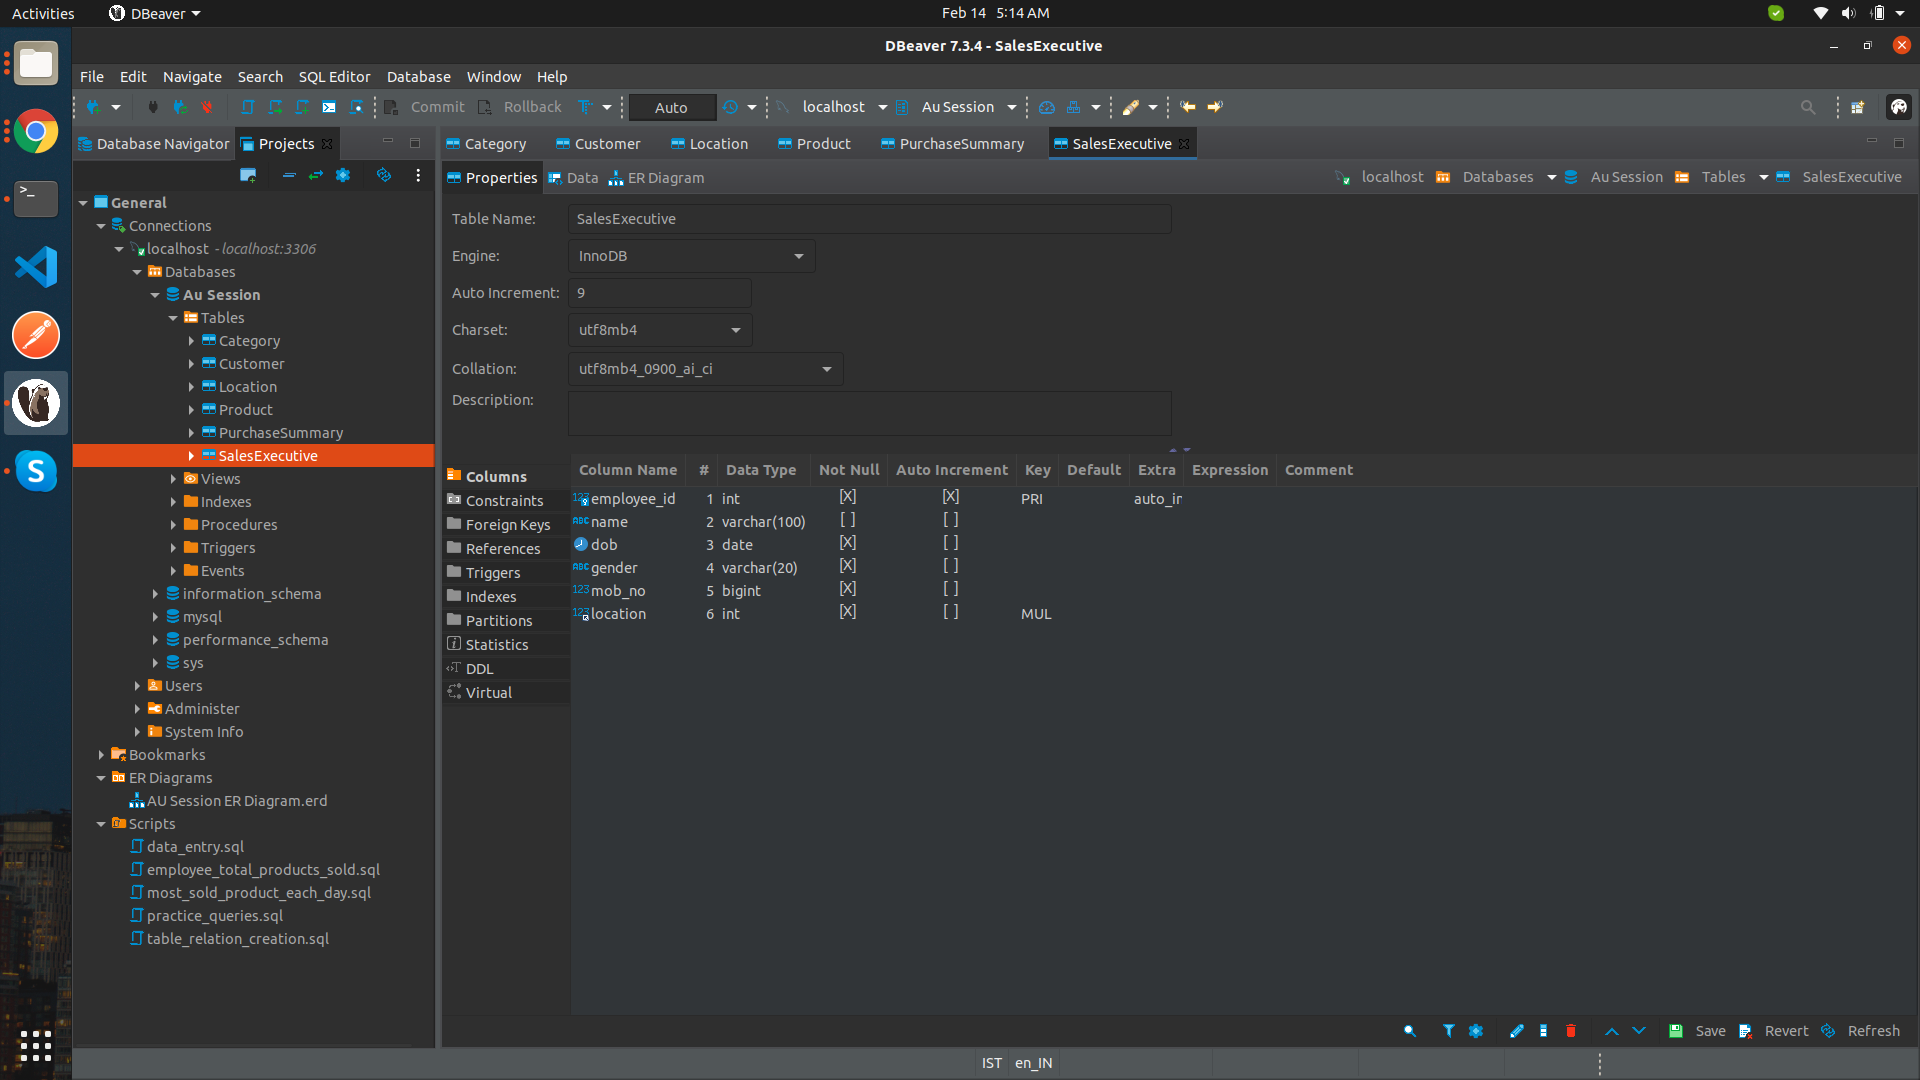 Activities DBeaver Feb 14 5:14 AM
DBeaver 7.3.4 - SalesExecutive
File Edit Navigate Search SQL Editor Database Window Help
Commit Rollback Auto localhost Au Session
Database Navigator Projects
Category Customer Location Product PurchaseSummary SalesExecutive
Properties Data ER Diagram localhost Databases Au Session Tables SalesExecutive
General
Connections
localhost - localhost:3306
Databases
Au Session
Tables
Category
Customer
Location
Product
PurchaseSummary
SalesExecutive
Views
Indexes
Procedures
Triggers
Events
information_schema
mysql
performance_schema
sys
Users
Administer
System Info
Bookmarks
ER Diagrams
AU Session ER Diagram.erd
Scripts
data_entry.sql
employee_total_products_sold.sql
most_sold_product_each_day.sql
practice_queries.sql
table_relation_creation.sql
Table Name: SalesExecutive
Engine: InnoDB
Auto Increment: 9
Charset: utf8mb4
Collation: utf8mb4_0900_ai_ci
Description:
Columns
Constraints
Foreign Keys
References
Triggers
Indexes
Partitions
Statistics
DDL
Virtual
Column Name # Data Type Not Null Auto Increment Key Default Extra Expression Comment
123 employee_id 1 int [X] [X] PRI auto_in
ABC name 2 varchar(100) [ ] [ ]
dob 3 date [X] [ ]
ABC gender 4 varchar(20) [X] [ ]
123 mob_no 5 bigint [X] [ ]
123 location 6 int [X] [ ] MUL
Save Revert Refresh
IST en_IN